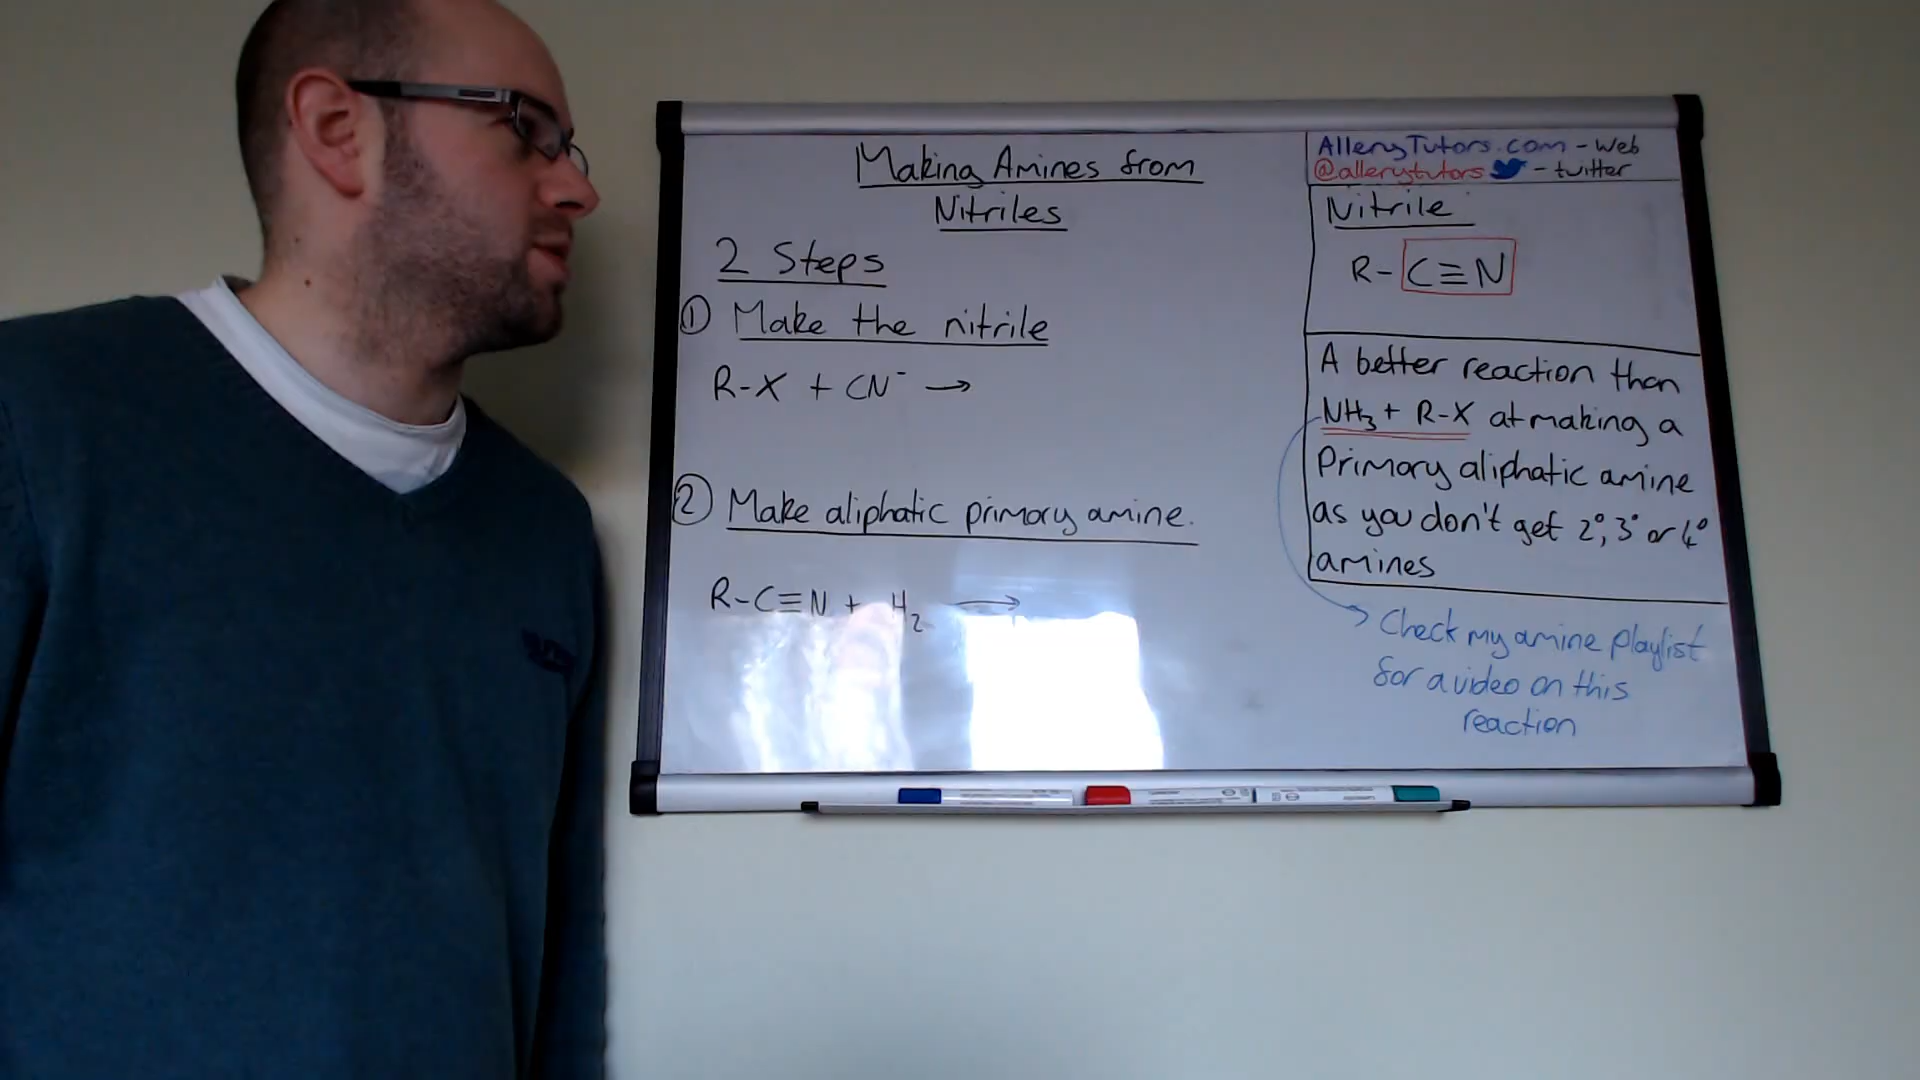 Making Amines from
Nitriles
2 Steps
① Make the nitrile
R-X + CN⁻ →
② Make aliphatic primary amine.
R-C≡N + H₂ →
AlleryTutors.com - Web
@allerytutors - twitter
Nitrile
R-C≡N
A better reaction than
NH₃ + R-X at making a
Primary aliphatic amine
as you don't get 2°, 3° or 4°
amines
Check my amine playlist
for a video on this
reaction